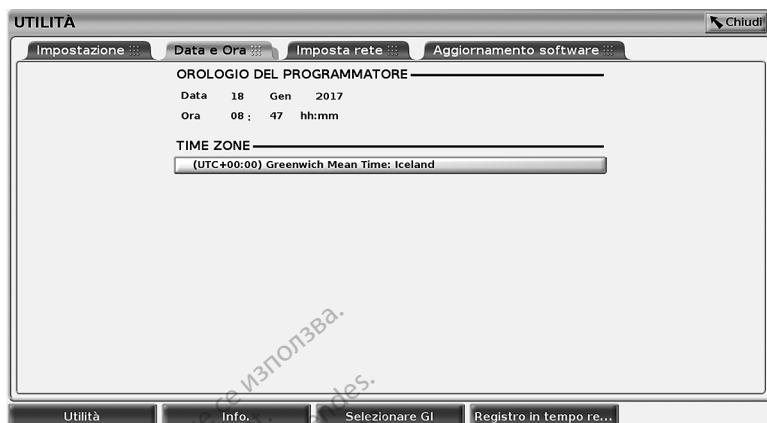 UTILITÀ
Chiudi
Impostazione Data e Ora Imposta rete Aggiornamento software
OROLOGIO DEL PROGRAMMATORE
Data 18 Gen 2017
Ora 08 : 47 hh:mm
TIME ZONE
(UTC+00:00) Greenwich Mean Time: Iceland
се използва.
Utilità Info. Selezionare GI Registro in tempo re...